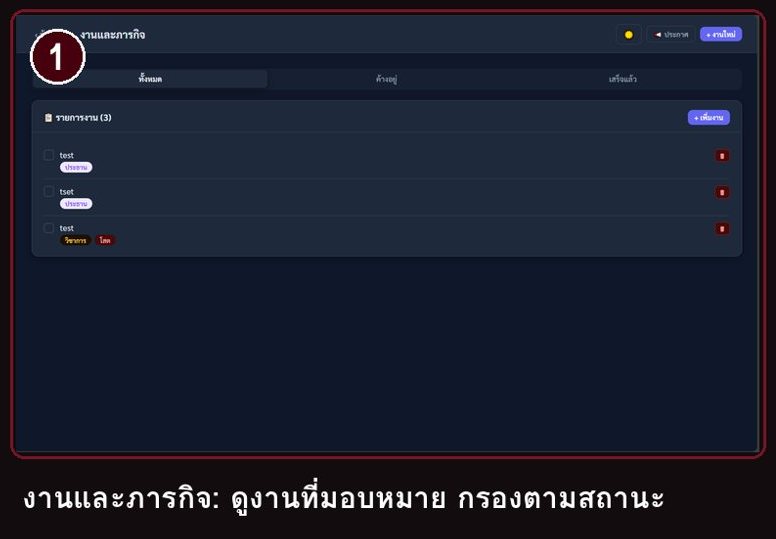 งานและภารกิจ
ประกาศ
+ งานใหม่
1
ทั้งหมด
ค้างอยู่
เสร็จแล้ว
รายการงาน (3)
+ เพิ่มงาน
test
ประธาน
tset
ประธาน
test
วิชาการ
โสต
งานและภารกิจ: ดูงานที่มอบหมาย กรองตามสถานะ